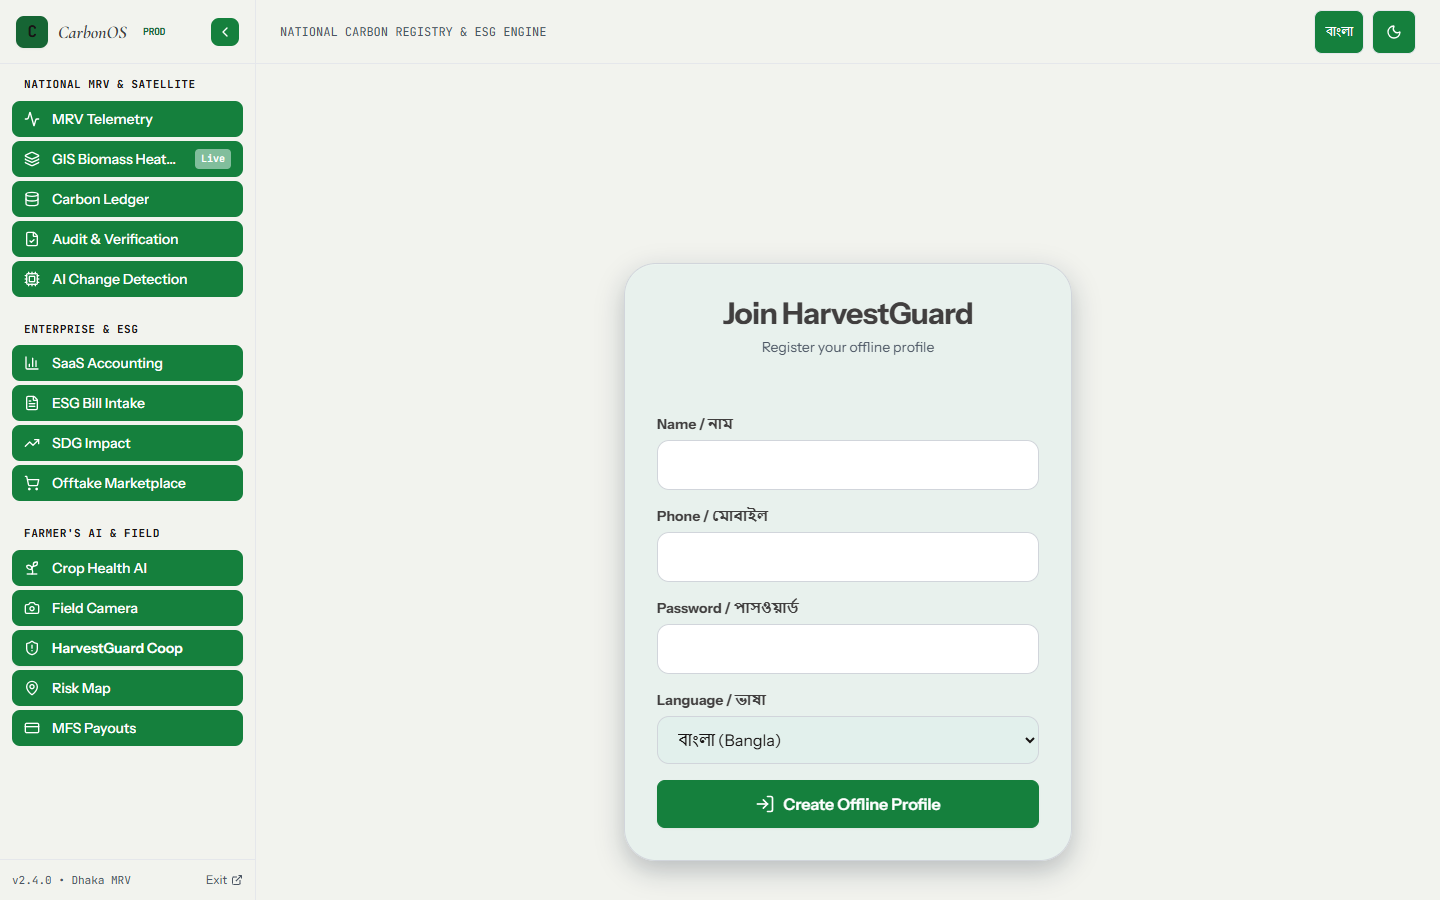 C CarbonOS PROD
NATIONAL CARBON REGISTRY & ESG ENGINE
বাংলা
NATIONAL MRV & SATELLITE
MRV Telemetry
GIS Biomass Heat... Live
Carbon Ledger
Audit & Verification
AI Change Detection
ENTERPRISE & ESG
SaaS Accounting
ESG Bill Intake
SDG Impact
Offtake Marketplace
FARMER'S AI & FIELD
Crop Health AI
Field Camera
HarvestGuard Coop
Risk Map
MFS Payouts
v2.4.0 • Dhaka MRV
Exit
Join HarvestGuard
Register your offline profile
Name / নাম
Phone / মোবাইল
Password / পাসওয়ার্ড
Language / ভাষা
বাংলা (Bangla)
Create Offline Profile